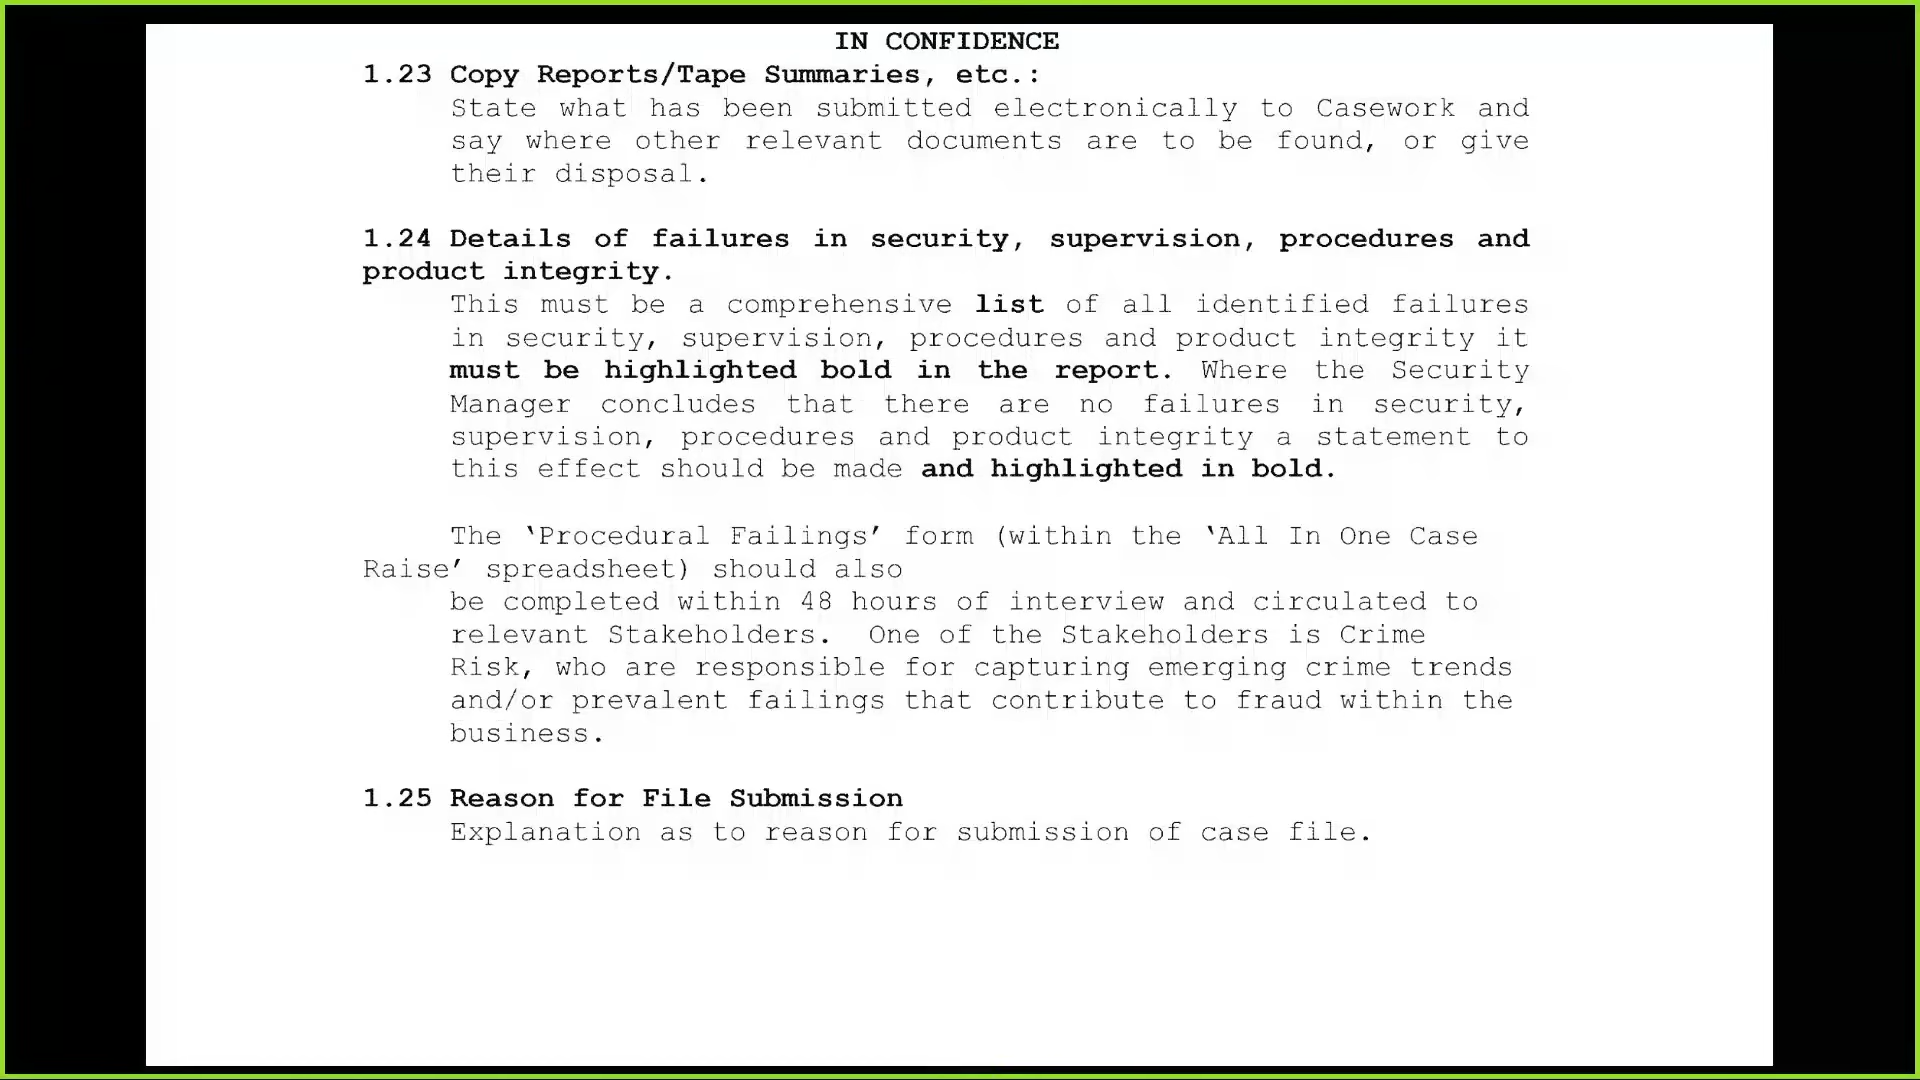 IN CONFIDENCE
1.23 Copy Reports/Tape Summaries, etc.:
State what has been submitted electronically to Casework and
say where other relevant documents are to be found, or give
their disposal.
1.24 Details of failures in security, supervision, procedures and
product integrity.
This must be a comprehensive list of all identified failures
in security, supervision, procedures and product integrity it
must be highlighted bold in the report. Where the Security
Manager concludes that there are no failures in security,
supervision, procedures and product integrity a statement to
this effect should be made and highlighted in bold.
The ‘Procedural Failings’ form (within the ‘All In One Case
Raise’ spreadsheet) should also
be completed within 48 hours of interview and circulated to
relevant Stakeholders. One of the Stakeholders is Crime
Risk, who are responsible for capturing emerging crime trends
and/or prevalent failings that contribute to fraud within the
business.
1.25 Reason for File Submission
Explanation as to reason for submission of case file.